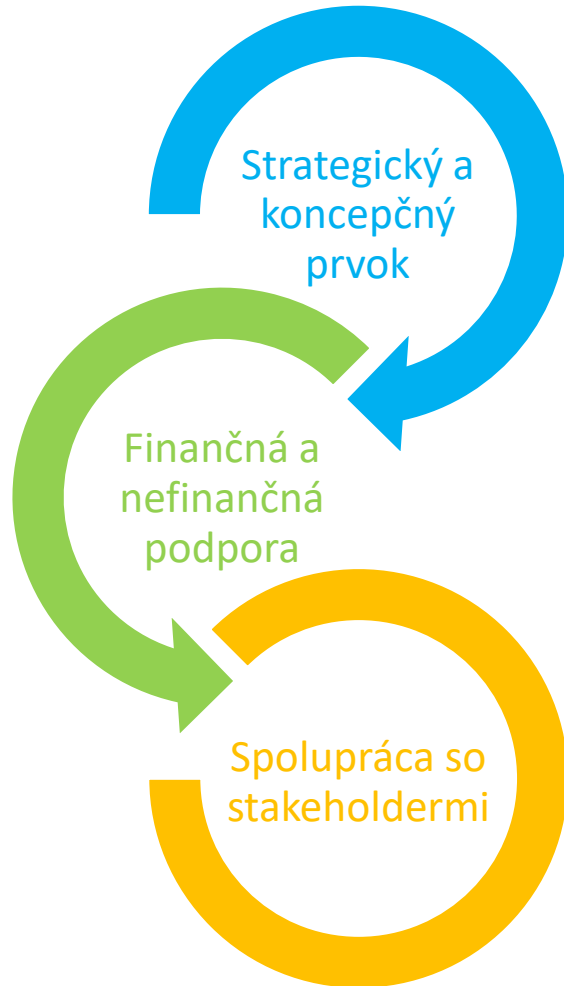 Strategický a
koncepčný
prvok
Finančná a
nefinančná
podpora
Spolupráca so
stakeholdermi